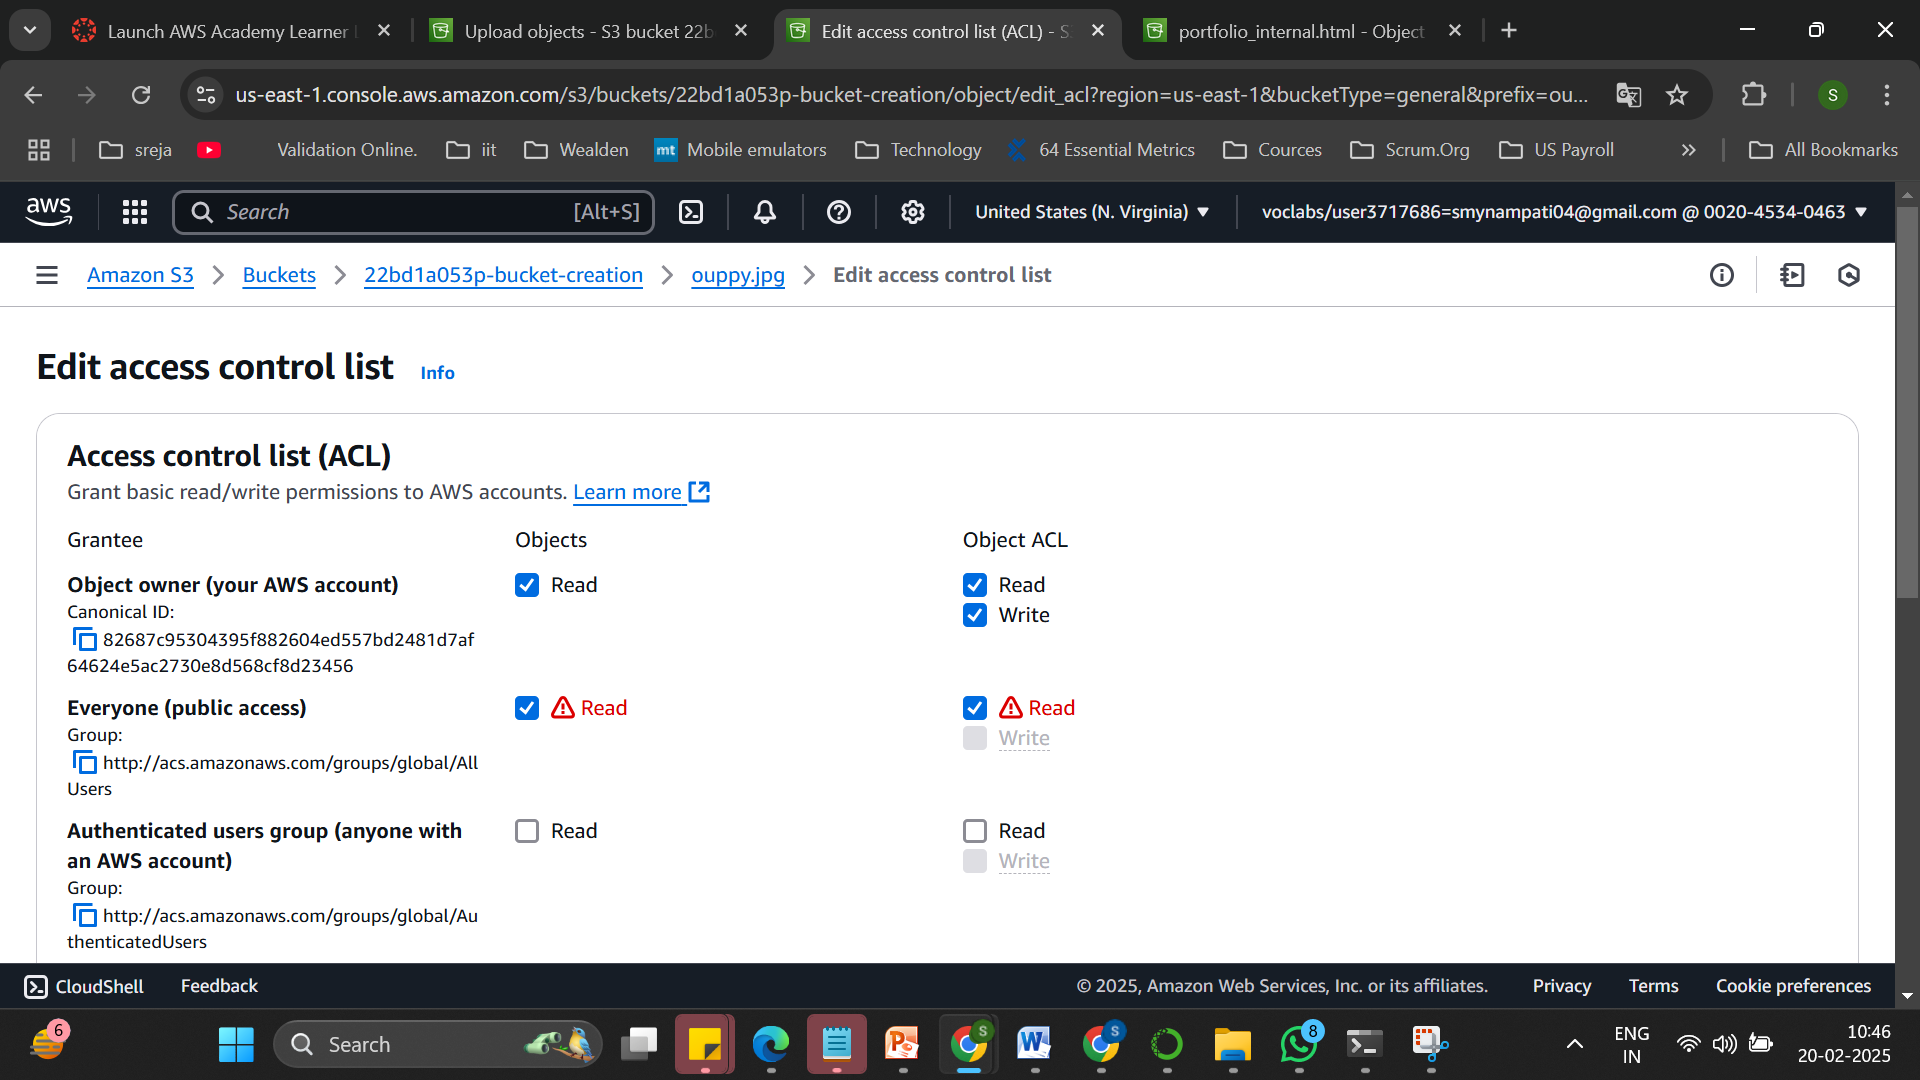 Launch AWS Academy Learner L
Upload objects - S3 bucket 22b
Edit access control list (ACL) - S
portfolio_internal.html - Object
us-east-1.console.aws.amazon.com/s3/buckets/22bd1a053p-bucket-creation/object/edit_acl?region=us-east-1&bucketType=general&prefix=ou...
S
sreja
Validation Online.
iit
Wealden
mt Mobile emulators
Technology
64 Essential Metrics
Cources
Scrum.Org
US Payroll
»
All Bookmarks
aws
Search [Alt+S]
United States (N. Virginia)
voclabs/user3717686=smynampati04@gmail.com @ 0020-4534-0463
Amazon S3 > Buckets > 22bd1a053p-bucket-creation > ouppy.jpg > Edit access control list
Edit access control list Info
Access control list (ACL)
Grant basic read/write permissions to AWS accounts. Learn more
Grantee Objects Object ACL
Object owner (your AWS account) Read Read
Canonical ID: Write
82687c95304395f882604ed557bd2481d7af
64624e5ac2730e8d568cf8d23456
Everyone (public access) Read Read
Group: Write
http://acs.amazonaws.com/groups/global/All
Users
Authenticated users group (anyone with Read Read
an AWS account) Write
Group:
http://acs.amazonaws.com/groups/global/Au
thenticatedUsers
CloudShell Feedback © 2025, Amazon Web Services, Inc. or its affiliates. Privacy Terms Cookie preferences
6
Search
S
S
8
ENG
IN
10:46
20-02-2025